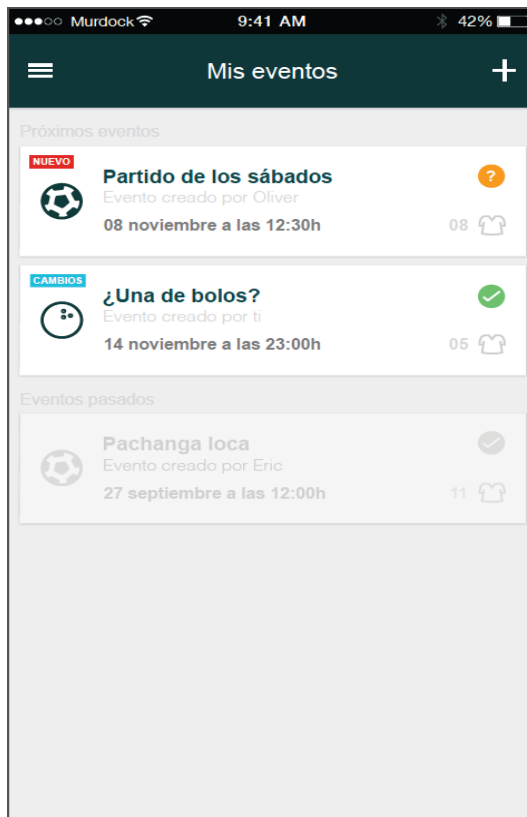 Murdock 9:41 AM 42%
Mis eventos
Próximos eventos
NUEVO
Partido de los sábados
?
Evento creado por Oliver
08 noviembre a las 12:30h 08
CAMBIOS
¿Una de bolos?
Evento creado por ti
14 noviembre a las 23:00h 05
Eventos pasados
Pachanga loca
Evento creado por Eric
27 septiembre a las 12:00h 11